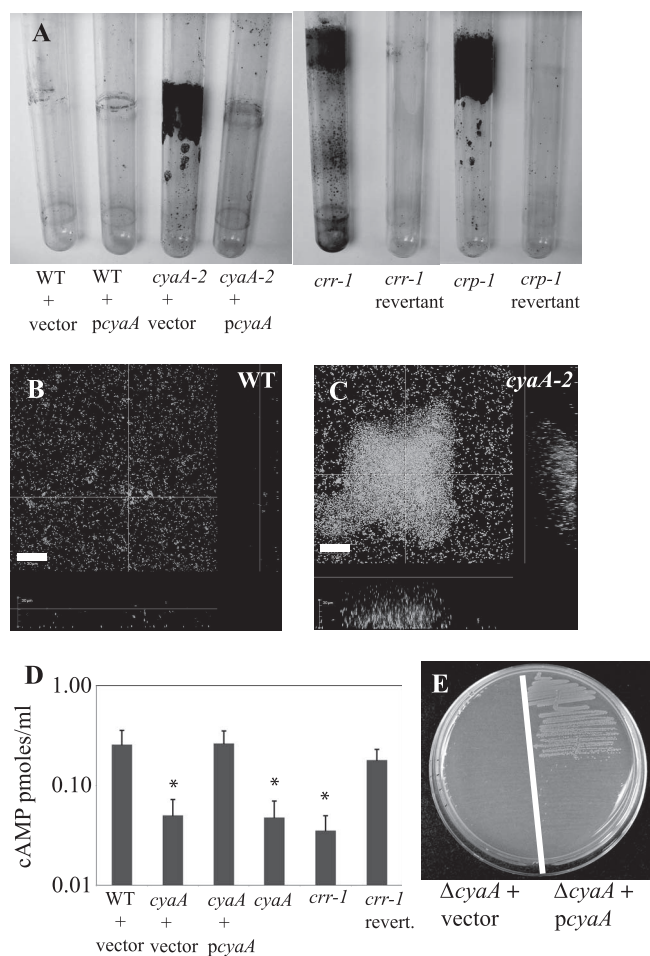 A
WT WT cyaA-2 cyaA-2
+ + + +
vector pcyaA vector pcyaA
crr-1 crr-1 crp-1 crp-1
revertant revertant
B WT
C cyaA-2
20µm
D
cAMP pmoles/ml
1.00
0.10
0.01
* * *
WT cyaA cyaA cyaA crr-1 crr-1
+ + + revert.
vector vector pcyaA
E
ΔcyaA + ΔcyaA +
vector pcyaA